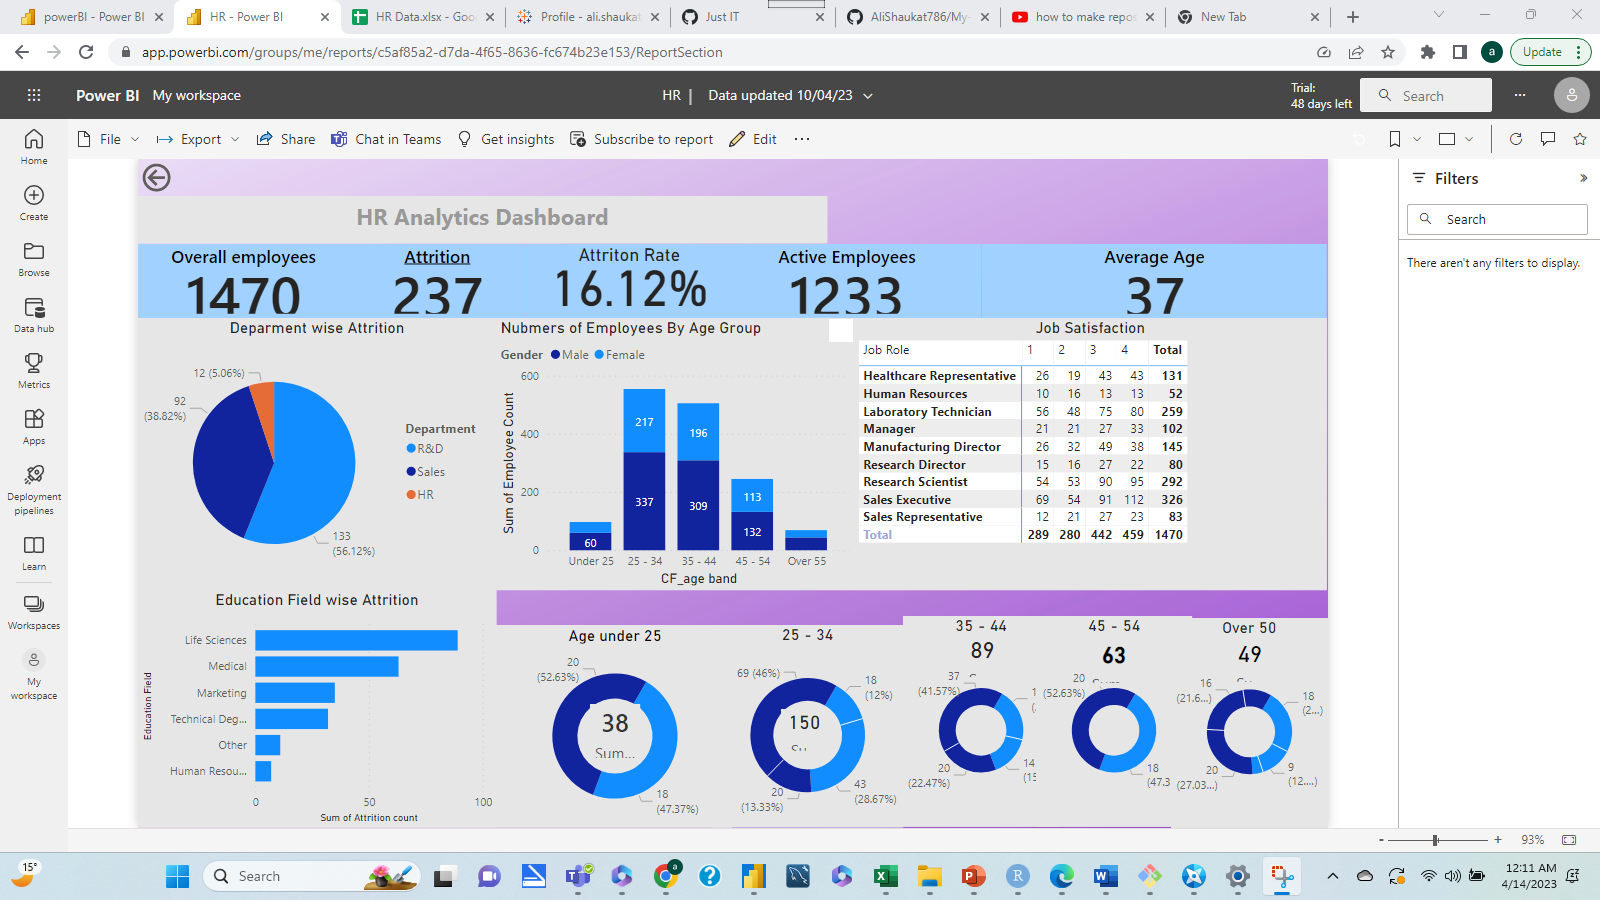 powerBI - Power BI
HR - Power BI
HR Data.xlsx - Goo
Profile - ali.shaukat
Just IT
AliShaukat786/My-
how to make repos
New Tab
app.powerbi.com/groups/me/reports/c5af85a2-d7da-4f65-8636-fc674b23e153/ReportSection
a
Update
Power BI My workspace
HR | Data updated 10/04/23
Trial:
48 days left
Search
File
Export
Share
Chat in Teams
Get insights
Subscribe to report
Edit
Home
Create
Browse
Data hub
Metrics
Apps
Deployment
pipelines
Learn
Workspaces
My
workspace
HR Analytics Dashboard
Overall employees
1470
Attrition
237
Attriton Rate
16.12%
Active Employees
1233
Average Age
37
Deparment wise Attrition
12 (5.06%)
92
(38.82%)
133
(56.12%)
Department
R&D
Sales
HR
Nubmers of Employees By Age Group
Gender Male Female
Sum of Employee Count
600
400
200
0
217
337
196
309
113
132
60
Under 25 25 - 34 35 - 44 45 - 54 Over 55
CF_age band
Job Satisfaction
Job Role 1 2 3 4 Total
Healthcare Representative 26 19 43 43 131
Human Resources 10 16 13 13 52
Laboratory Technician 56 48 75 80 259
Manager 21 21 27 33 102
Manufacturing Director 26 32 49 38 145
Research Director 15 16 27 22 80
Research Scientist 54 53 90 95 292
Sales Executive 69 54 91 112 326
Sales Representative 12 21 27 23 83
Total 289 280 442 459 1470
Education Field wise Attrition
Education Field
Life Sciences
Medical
Marketing
Technical Deg...
Other
Human Resou...
0 50 100
Sum of Attrition count
Age under 25
20
(52.63%)
38
Sum...
18
(47.37%)
25 - 34
69 (46%)
18
(12%)
150
20
(13.33%)
43
(28.67%)
35 - 44
89
37
(41.57%)
20
(22.47%)
14
(15
45 - 54
63
20
(52.63%)
18
(47.3
Over 50
49
16
(21.6...)
18
(2...)
20
(27.03...)
9
(12....)
Filters
Search
There aren't any filters to display.
- + 93%
15°
Search
12:11 AM
4/14/2023